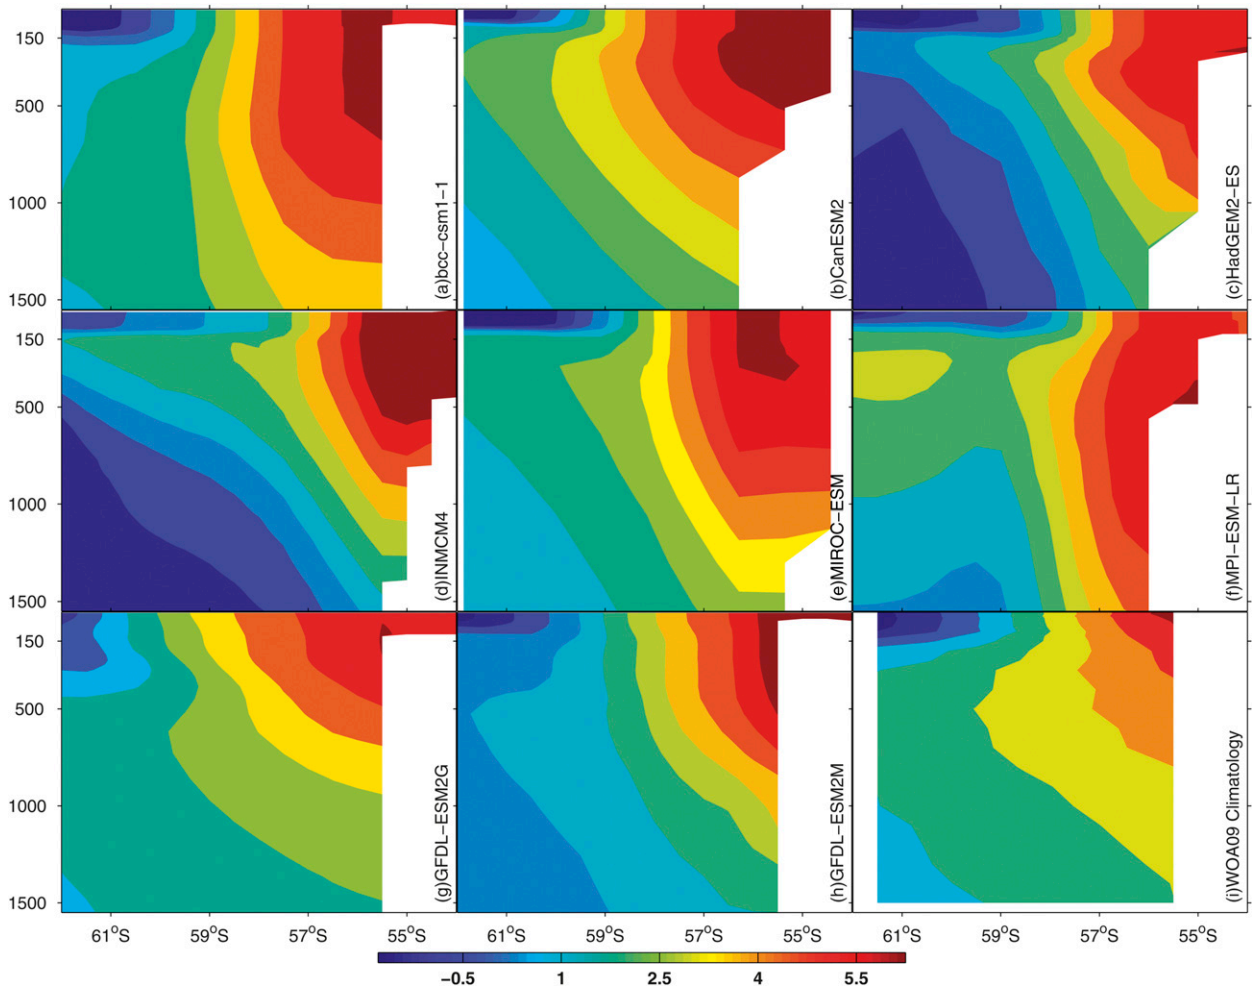 150
500
1000
1500
(a)bcc-csm1-1
(b)CanESM2
(c)HadGEM2-ES
150
500
1000
1500
(d)INMCM4
(e)MIROC-ESM
(f)MPI-ESM-LR
150
500
1000
1500
(g)GFDL-ESM2G
(h)GFDL-ESM2M
(i)WOA09 Climatology
61°S 59°S 57°S 55°S 61°S 59°S 57°S 55°S 61°S 59°S 57°S 55°S
-0.5 1 2.5 4 5.5